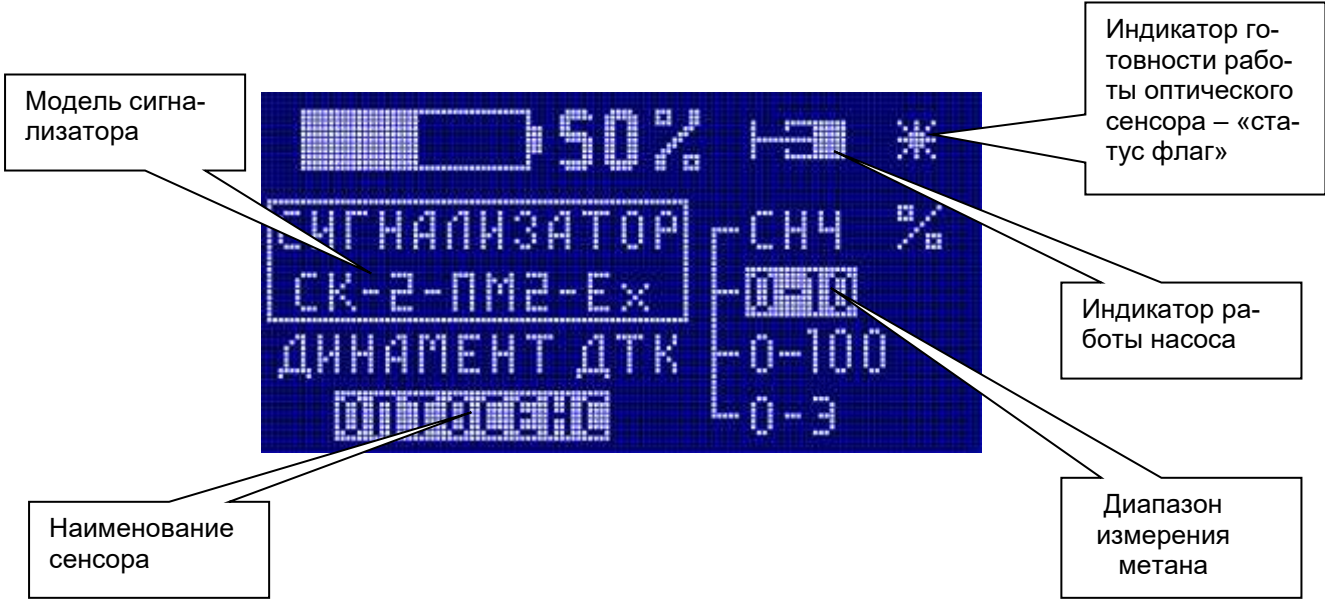 Индикатор го-
товности рабо-
ты оптического
сенсора – «ста-
тус флаг»
Модель сигна-
лизатора
50%
СИГНАЛИЗАТОР
СК-2-ПМ2-Ех
ДИНАМЕНТ ДТК
ОПТОСЕНС
СН4 %
0-10
0-100
0-3
Индикатор ра-
боты насоса
Наименование
сенсора
Диапазон
измерения
метана